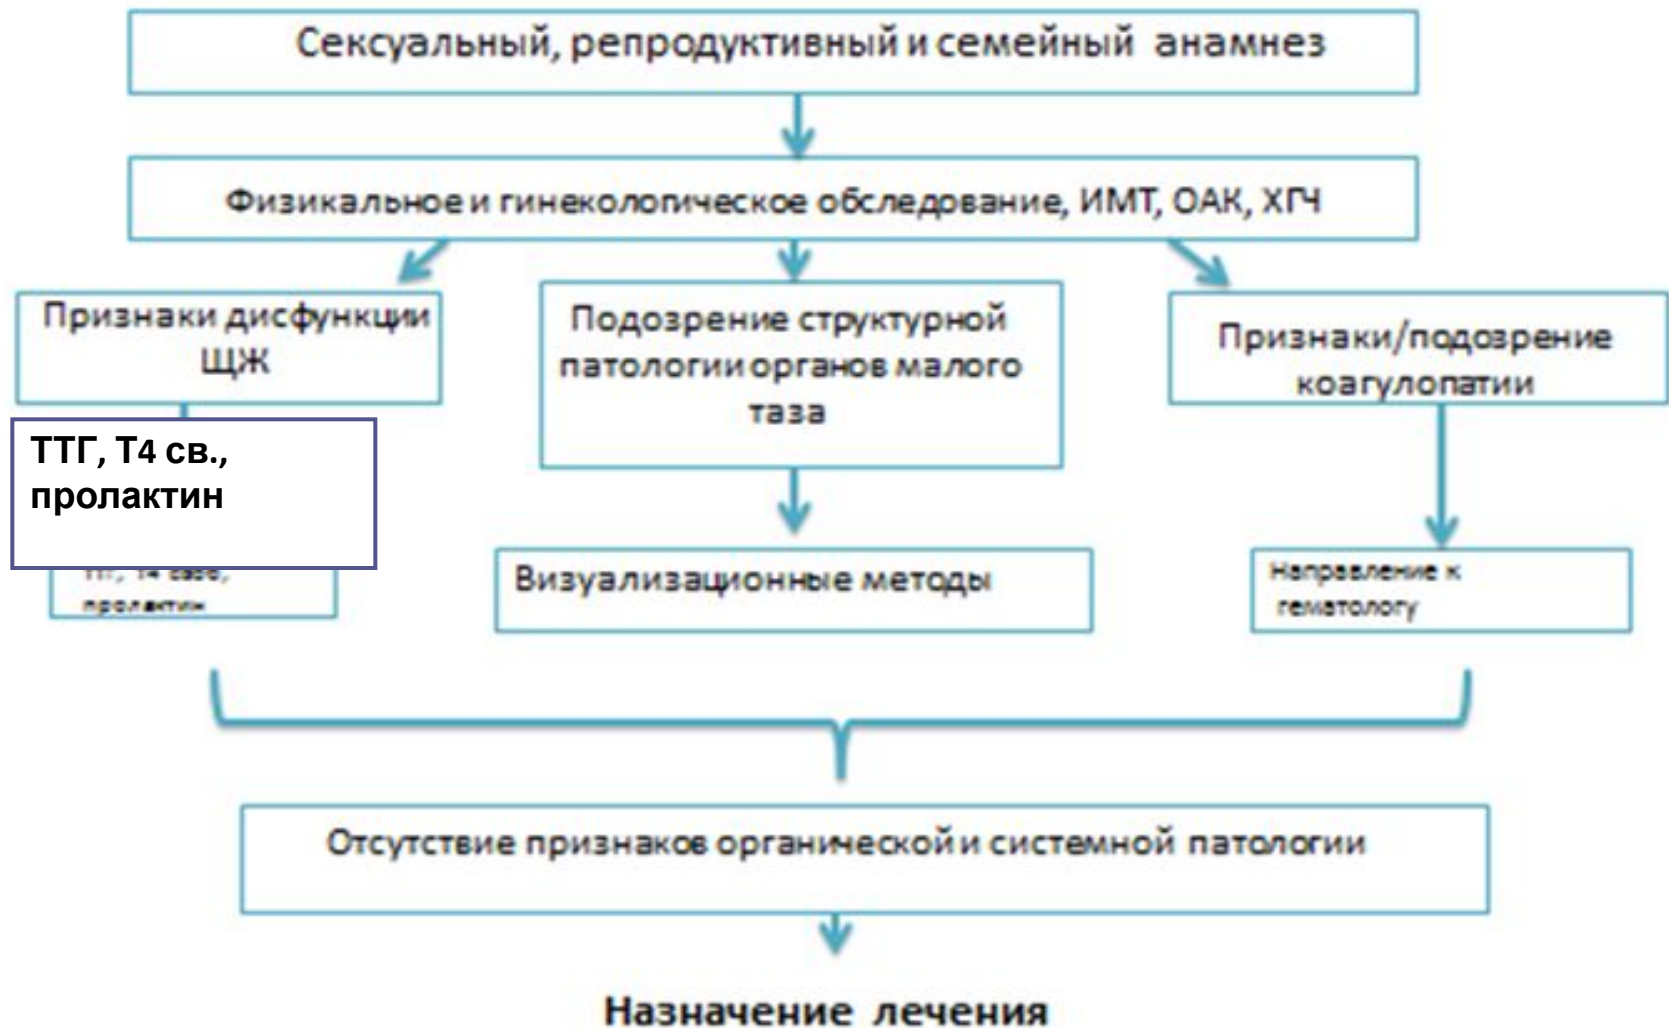 Сексуальный, репродуктивный и семейный анамнез
Физикальное и гинекологическое обследование, ИМТ, ОАК, ХГЧ
Признаки дисфункции
ЩЖ
Подозрение структурной
патологии органов малого
таза
Признаки/подозрение
коагулопатии
ТТГ, Т4 св.,
пролактин
пролактин
Визуализационные методы
Направление к
гематологу
Отсутствие признаков органической и системной патологии
Назначение лечения